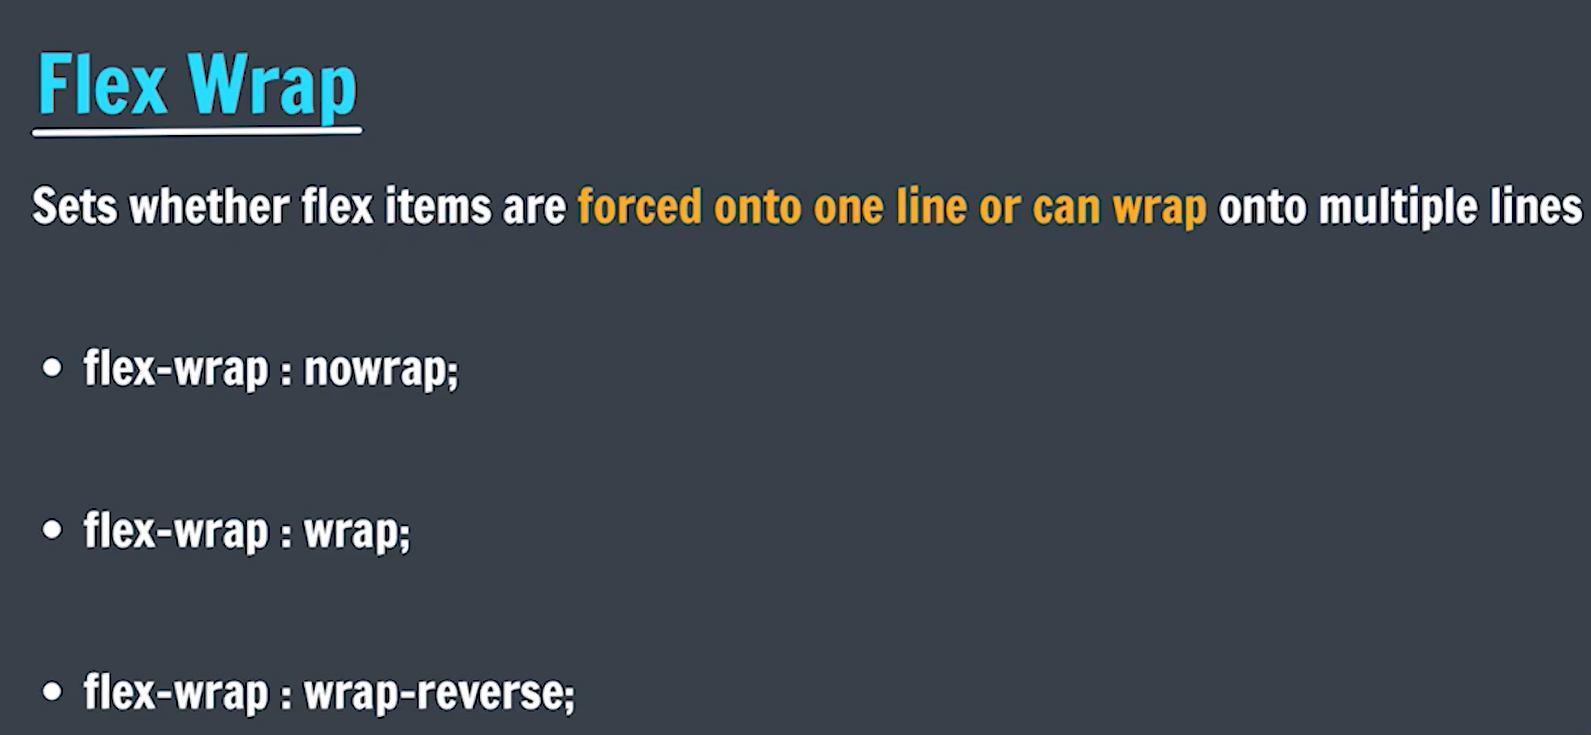 Flex Wrap
Sets whether flex items are forced onto one line or can wrap onto multiple lines
• flex-wrap : nowrap;
• flex-wrap : wrap;
• flex-wrap : wrap-reverse;